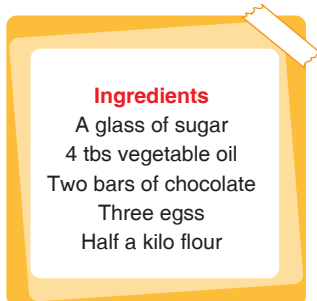 Ingredients
A glass of sugar
4 tbs vegetable oil
Two bars of chocolate
Three egss
Half a kilo flour